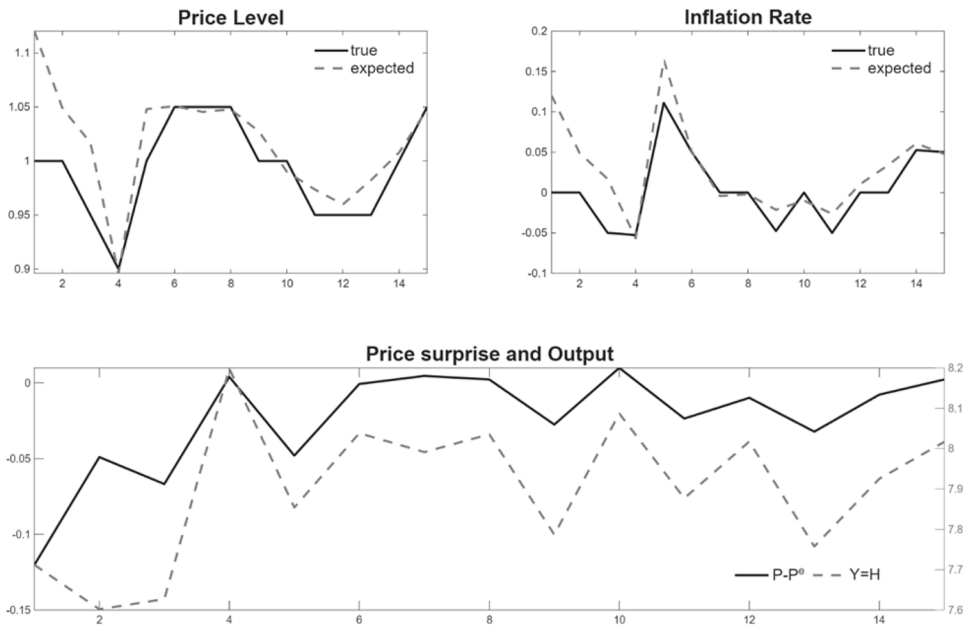 Price Level
1.1
1.05
1
0.95
0.9
2 4 6 8 10 12 14
true
expected
Inflation Rate
0.2
0.15
0.1
0.05
0
-0.05
-0.1
2 4 6 8 10 12 14
true
expected
Price surprise and Output
0
-0.05
-0.1
-0.15
2 4 6 8 10 12 14
8.2
8.1
8
7.9
7.8
7.7
7.6
P-Pᵉ Y=H